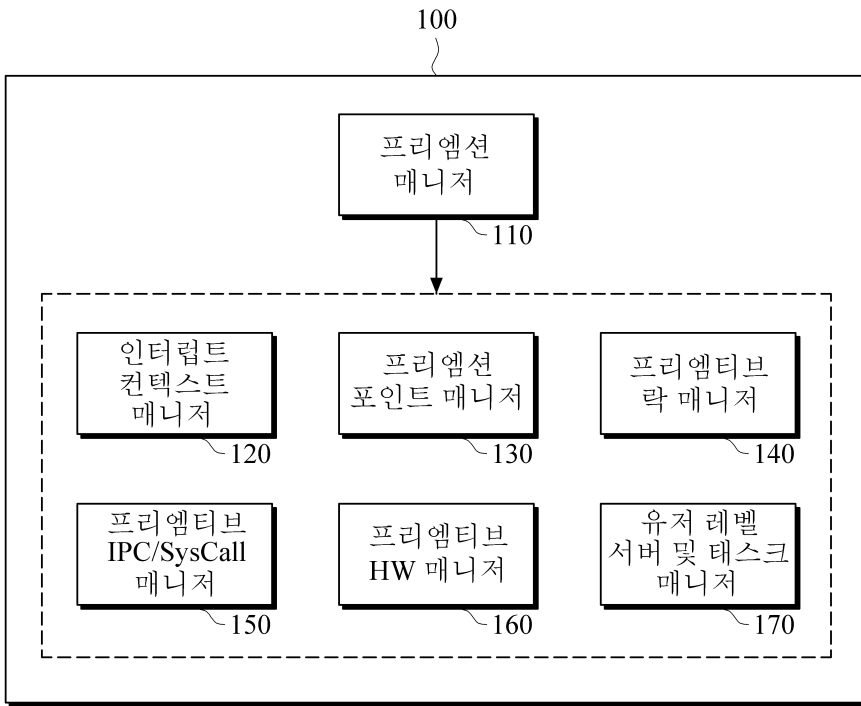 100
프리엠션
매니저
110
인터럽트
컨텍스트
매니저
120
프리엠션
포인트 매니저
130
프리엠티브
락 매니저
140
프리엠티브
IPC/SysCall
매니저
150
프리엠티브
HW 매니저
160
유저 레벨
서버 및 태스크
매니저
170